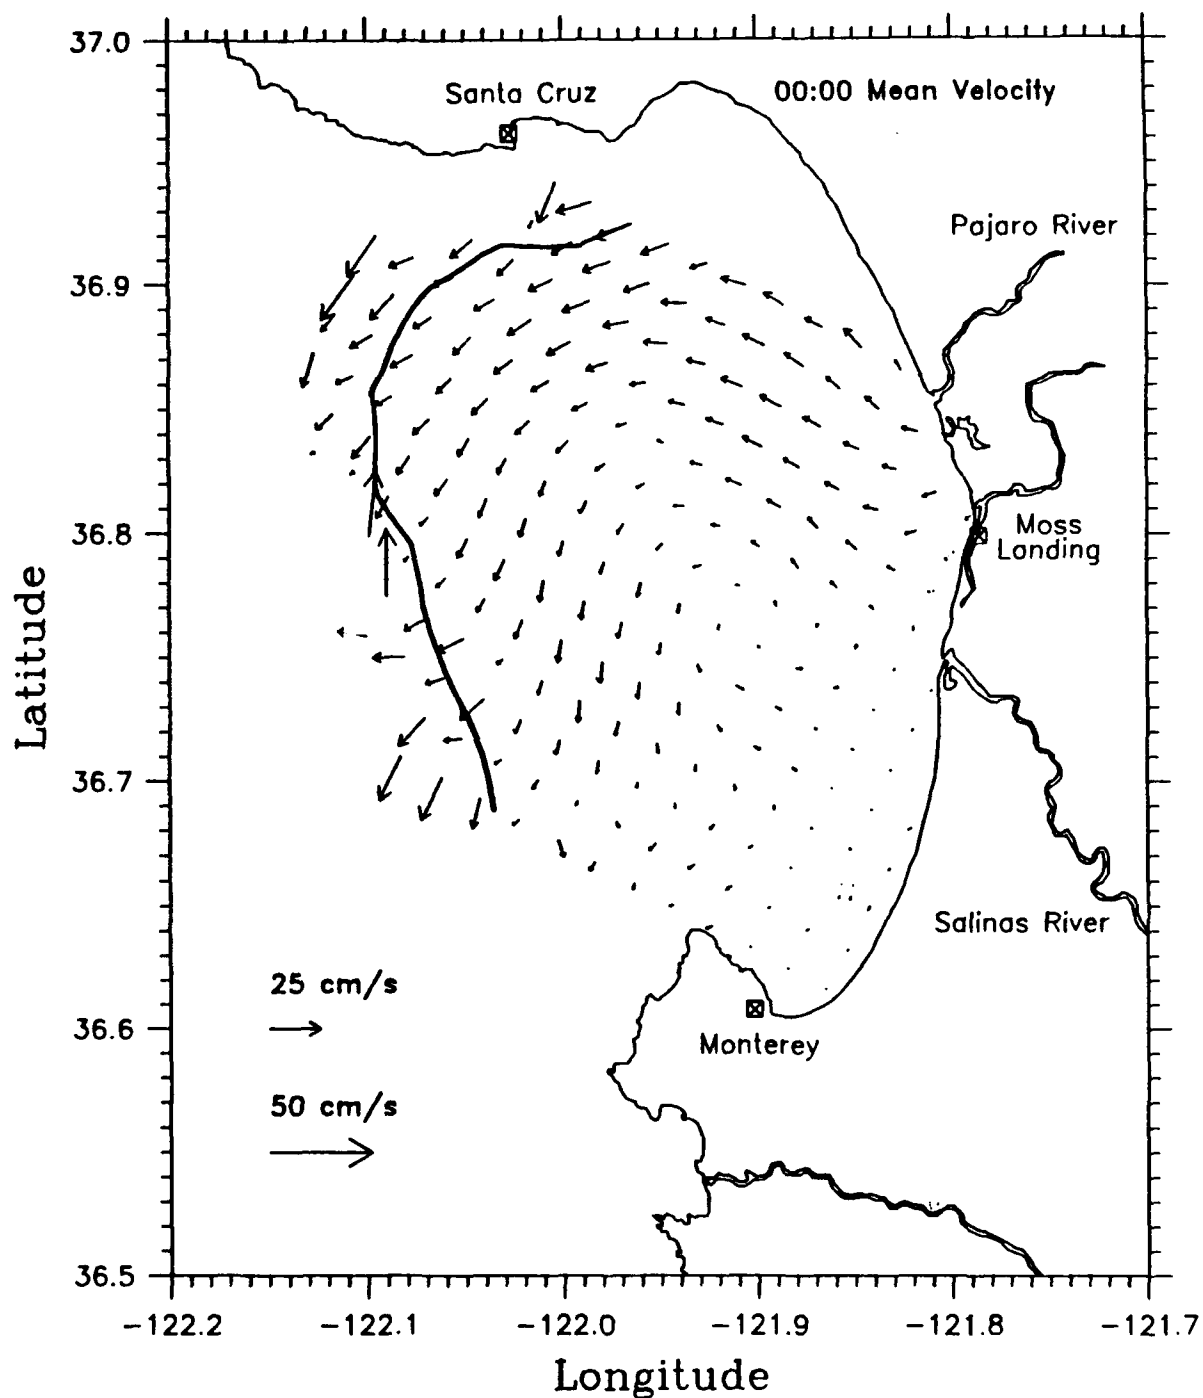 37.0
Santa Cruz
00:00 Mean Velocity
Pajaro River
36.9
36.8
Moss
Landing
Latitude
36.7
Salinas River
25 cm/s
36.6
Monterey
50 cm/s
36.5
-122.2
-122.1
-122.0
-121.9
-121.8
-121.7
Longitude